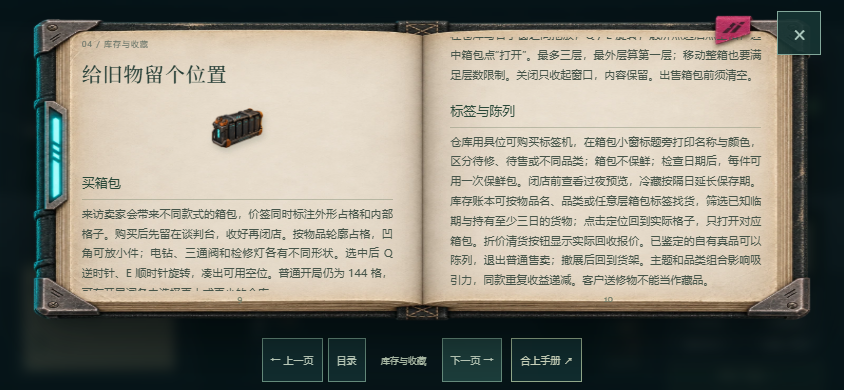 04 / 库存与收藏
给旧物留个位置
买箱包
来访卖家会带来不同款式的箱包，价签同时标注外形占格和内部
格子。购买后先留在谈判台，收好再闭店。按物品轮廓占格，凹
角可放小件；电钻、三通阀和检修灯各有不同形状。选中后 Q
逆时针、E 顺时针旋转，凑出可用空位。普通开局仍为 144 格，
9
中箱包点“打开”。最多三层，最外层算第一层；移动整箱也要满
足层数限制。关闭只收起窗口，内容保留。出售箱包前须清空。
标签与陈列
仓库用具位可购买标签机，在箱包小窗标题旁打印名称与颜色，
区分待修、待售或不同品类；箱包不保鲜；检查日期后，每件可
用一次保鲜包。闭店前查看过夜预览，冷藏按隔日延长保存期。
库存账本可按物品名、品类或任意层箱包标签找货，筛选已知临
期与持有至少三日的货物；点击定位回到实际格子，只打开对应
箱包。折价清货按钮显示实际回收报价。已鉴定的自有真品可以
陈列，退出普通售卖；撤展后回到货架。主题和品类组合影响吸
引力，同款重复收益递减。客户送修物不能当作藏品。
10
×
← 上一页
目录
库存与收藏
下一页 →
合上手册 ↗